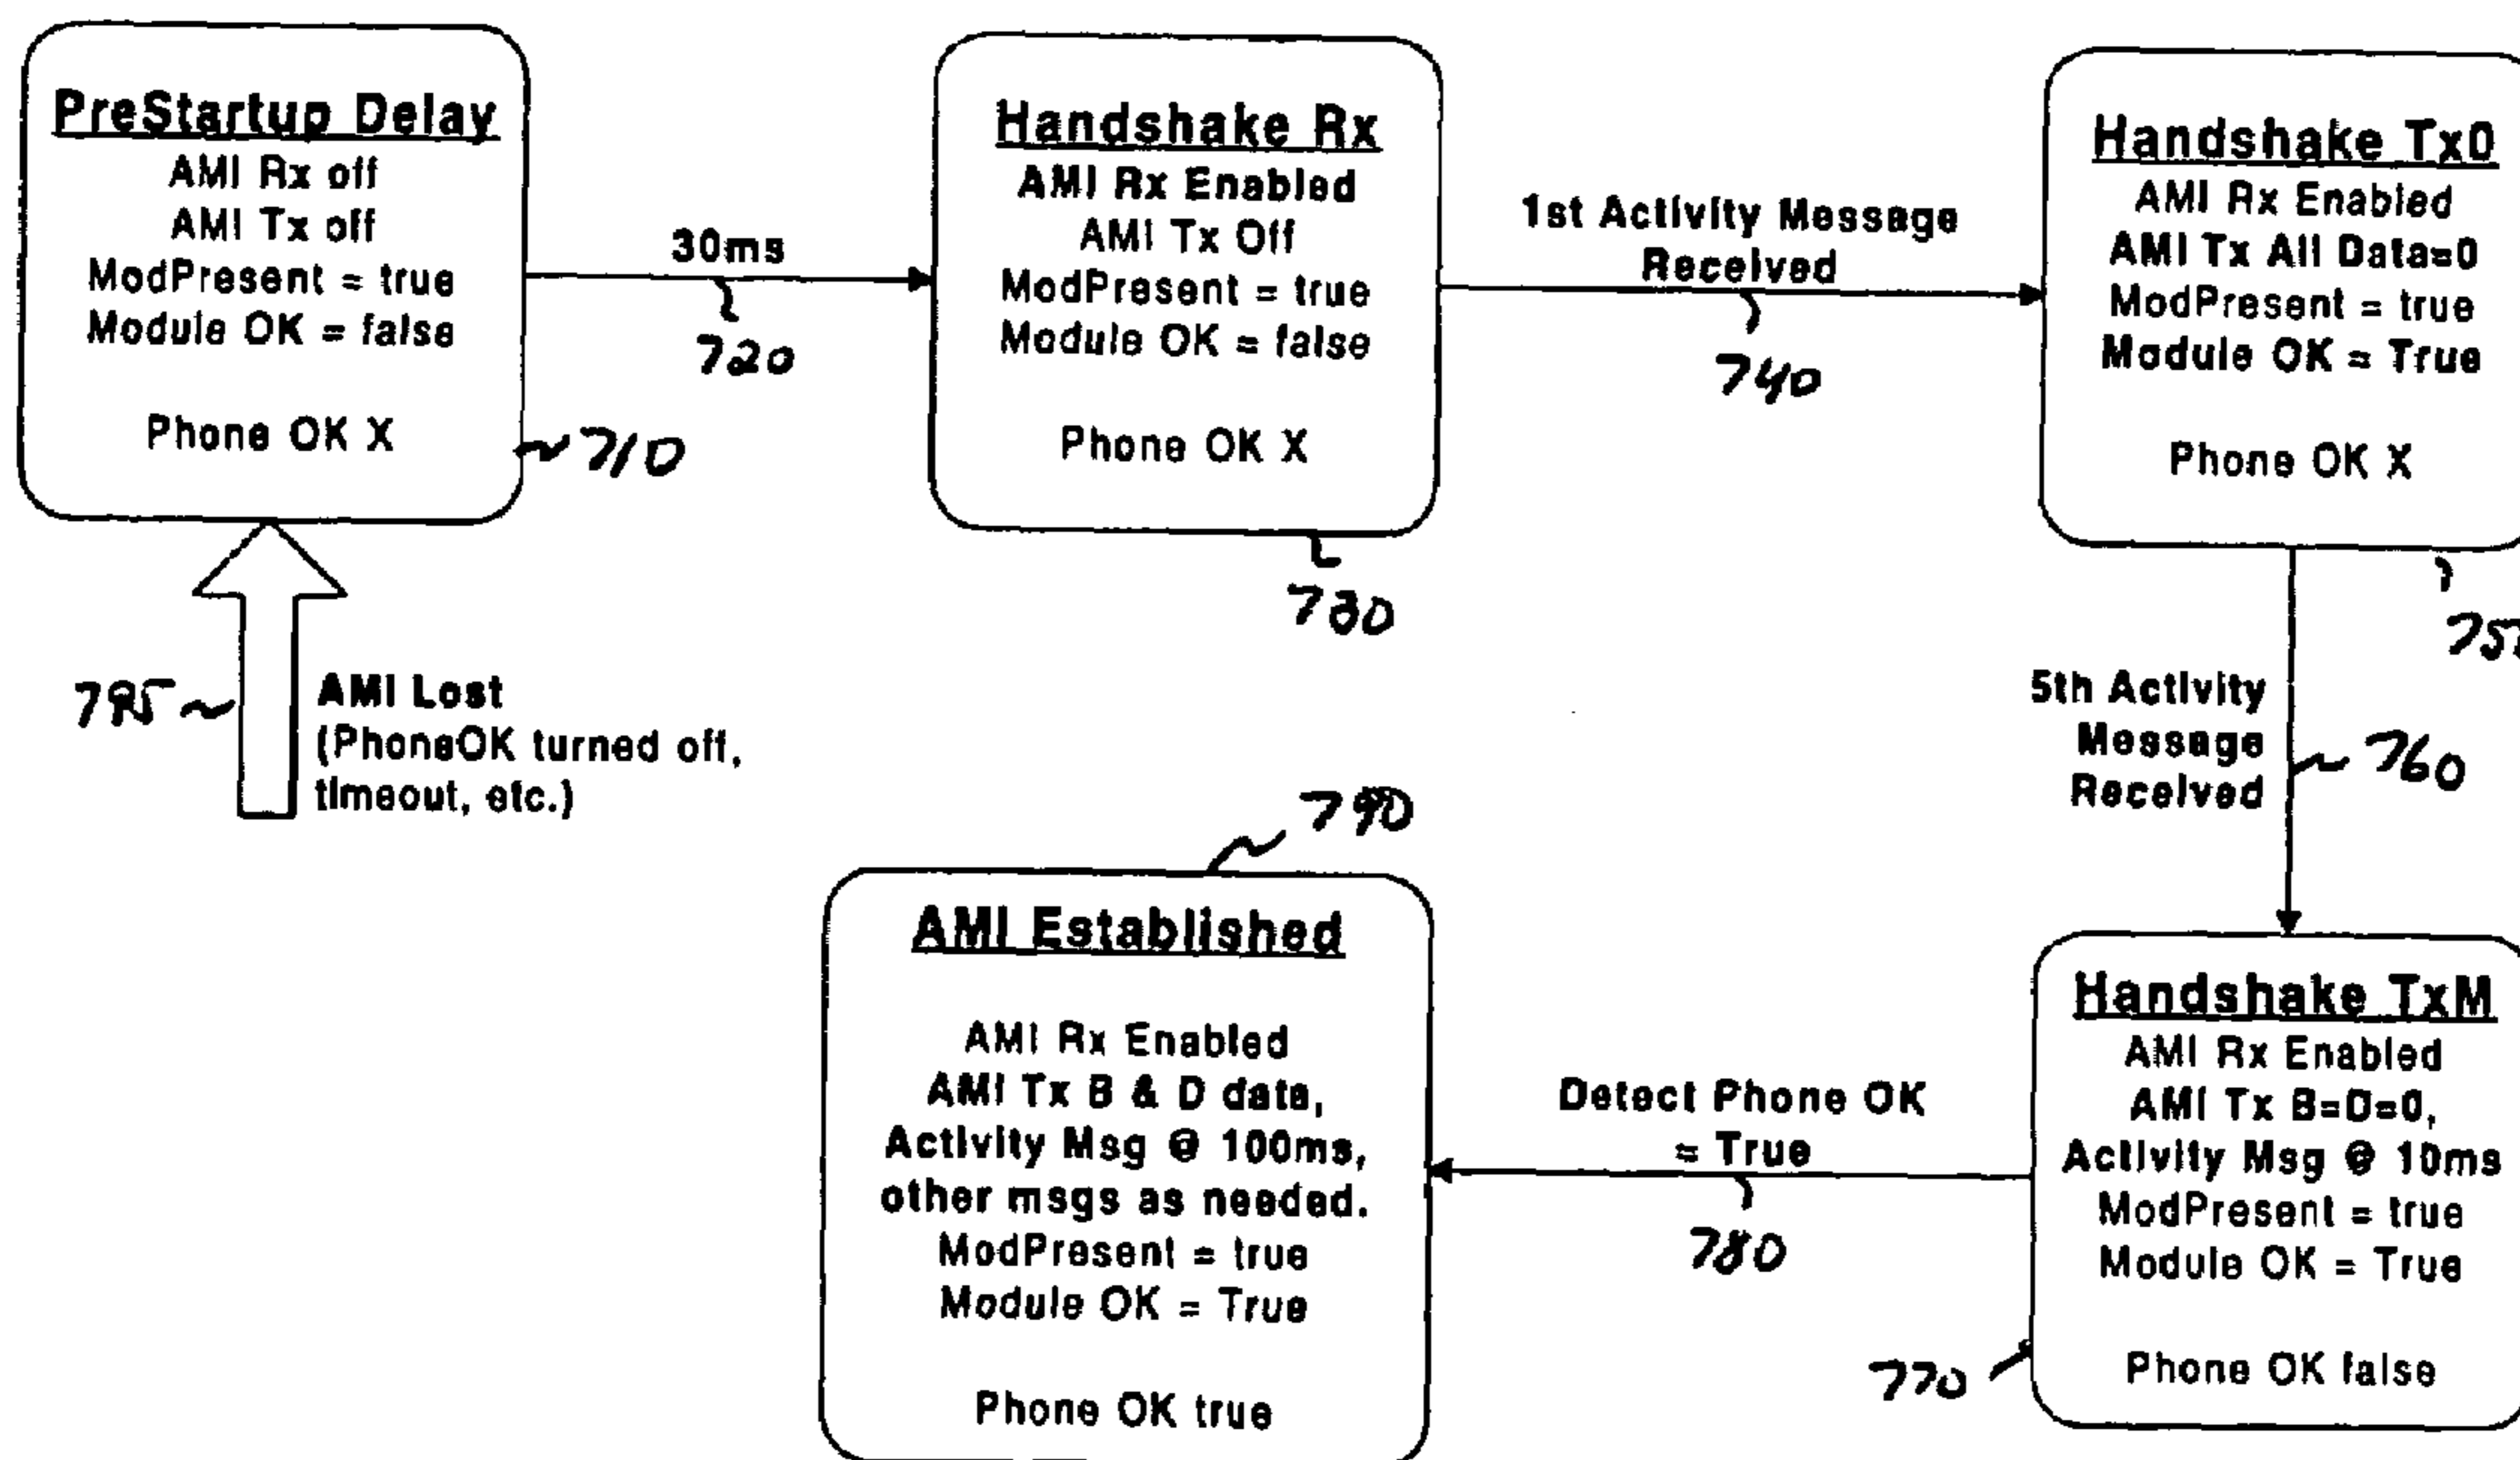 PreStartup Delay
AMI Rx off
AMI Tx off
ModPresent = true
Module OK = false
Phone OK X
710
30ms
720
Handshake Rx
AMI Rx Enabled
AMI Tx Off
ModPresent = true
Module OK = false
Phone OK X
730
1st Activity Message
Received
740
Handshake Tx0
AMI Rx Enabled
AMI Tx All Data=0
ModPresent = true
Module OK = True
Phone OK X
5th Activity
Message
Received
760
795
AMI Lost
(PhoneOK turned off,
timeout, etc.)
790
AMI Established
AMI Rx Enabled
AMI Tx B & D data,
Activity Msg @ 100ms,
other msgs as needed.
ModPresent = true
Module OK = True
Phone OK true
Detect Phone OK
= True
780
Handshake TxM
AMI Rx Enabled
AMI Tx B=D=0,
Activity Msg @ 10ms
ModPresent = true
Module OK = True
Phone OK false
770